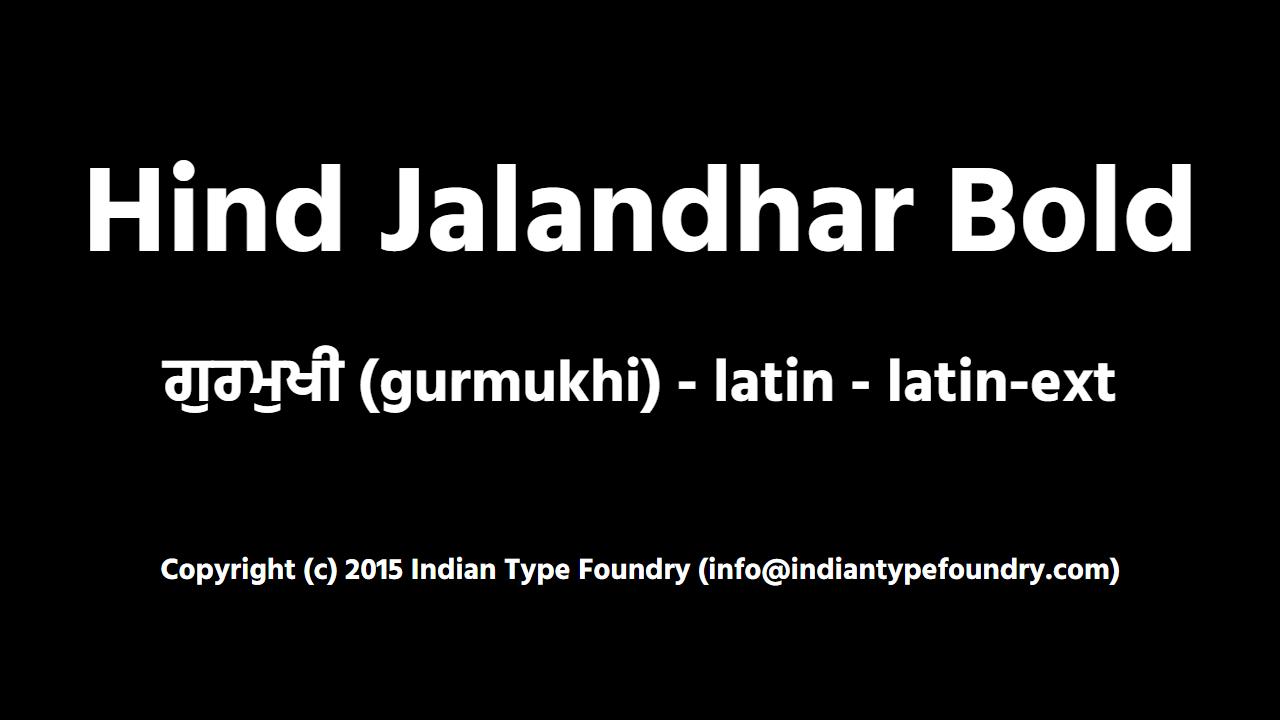 Hind Jalandhar Bold
ਗੁਰਮੁਖੀ (gurmukhi) - latin - latin-ext
Copyright (c) 2015 Indian Type Foundry (info@indiantypefoundry.com)